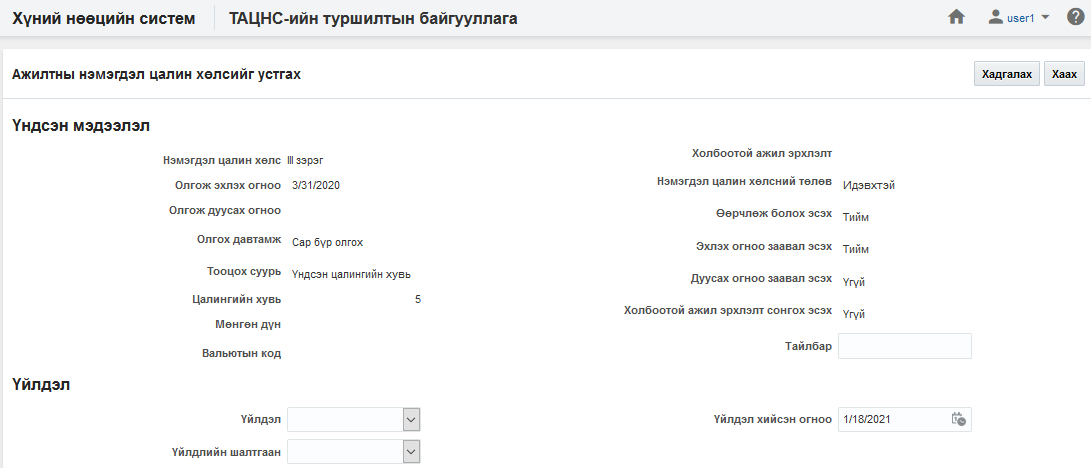 Хүний нөөцийн систем ТАЦНС-ийн туршилтын байгууллага user1
Ажилтны нэмэгдэл цалин хөлсийг устгах Хадгалах Хаах
Үндсэн мэдээлэл
Нэмэгдэл цалин хөлс III зэрэг
Олгож эхлэх огноо 3/31/2020
Олгож дуусах огноо
Олгох давтамж Сар бүр олгох
Тооцох суурь Үндсэн цалингийн хувь
Цалингийн хувь 5
Мөнгөн дүн
Вальютын код
Холбоотой ажил эрхлэлт
Нэмэгдэл цалин хөлсний төлөв Идэвхтэй
Өөрчлөж болох эсэх Тийм
Эхлэх огноо заавал эсэх Тийм
Дуусах огноо заавал эсэх Үгүй
Холбоотой ажил эрхлэлт сонгох эсэх Үгүй
Тайлбар
Үйлдэл
Үйлдэл
Үйлдлийн шалтгаан
Үйлдэл хийсэн огноо 1/18/2021